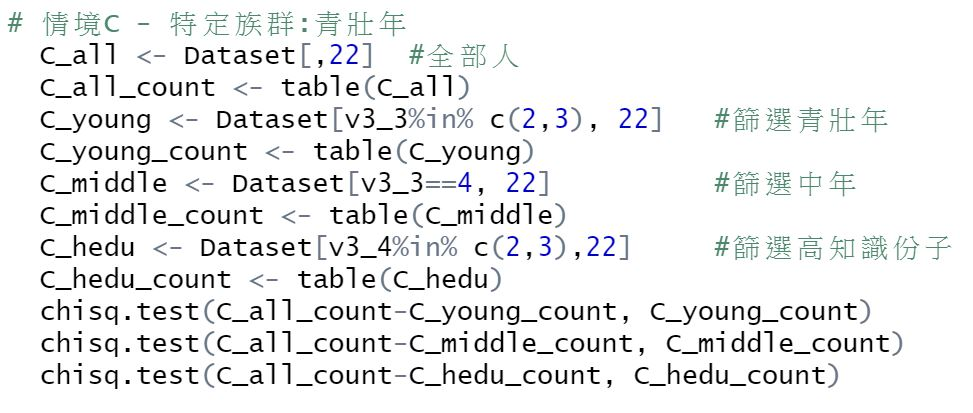 # 情境C - 特定族群:青壯年
C_all <- Dataset[,22]  #全部人
C_all_count <- table(C_all)
C_young <- Dataset[v3_3%in% c(2,3), 22]   #篩選青壯年
C_young_count <- table(C_young)
C_middle <- Dataset[v3_3==4, 22]          #篩選中年
C_middle_count <- table(C_middle)
C_hedu <- Dataset[v3_4%in% c(2,3),22]     #篩選高知識份子
C_hedu_count <- table(C_hedu)
chisq.test(C_all_count-C_young_count, C_young_count)
chisq.test(C_all_count-C_middle_count, C_middle_count)
chisq.test(C_all_count-C_hedu_count, C_hedu_count)